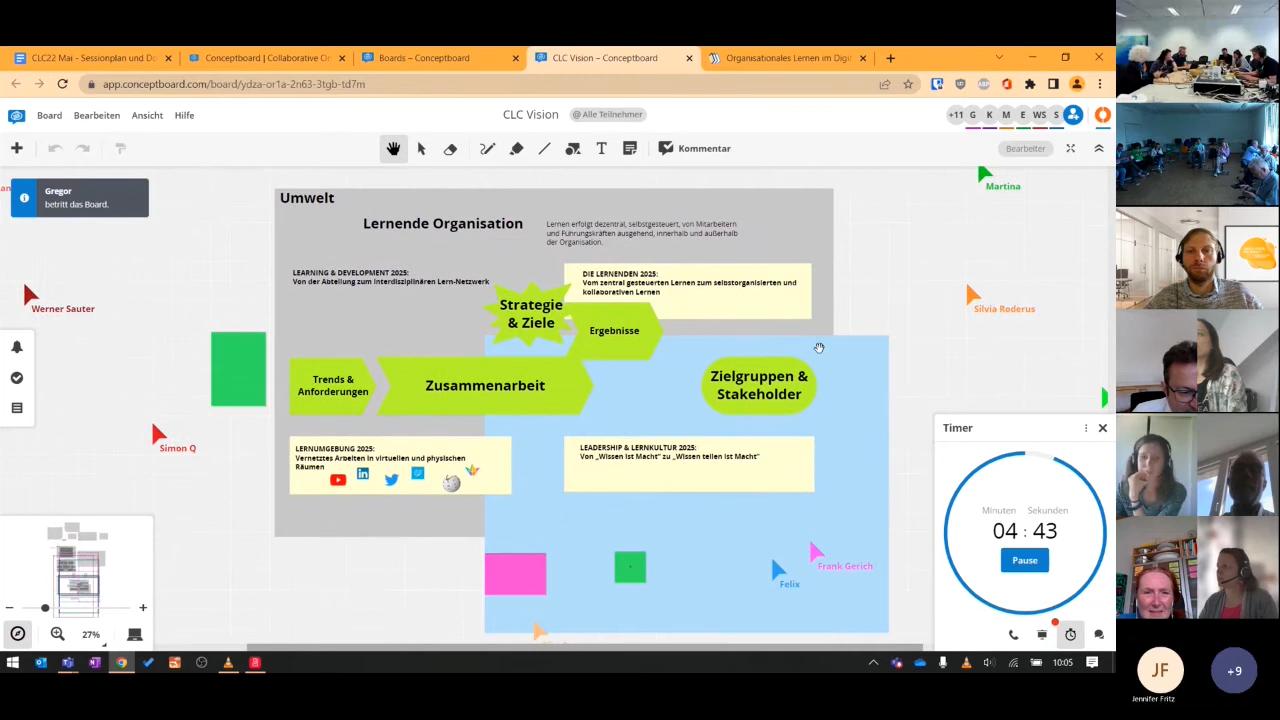 CLC22 Mai - Sessionplan und Do
Conceptboard | Collaborative On
Boards – Conceptboard
CLC Vision – Conceptboard
Organisationales Lernen im Digi
app.conceptboard.com/board/ydza-or1a-2n63-3tgb-td7m
Board
Bearbeiten
Ansicht
Hilfe
CLC Vision
@ Alle Teilnehmer
+11
G
K
M
E
WS
S
Kommentar
Bearbeiter
Gregor
betritt das Board.
Martina
Umwelt
Lernende Organisation
Lernen erfolgt dezentral, selbstgesteuert, von Mitarbeitern
und Führungskräften ausgehend, innerhalb und außerhalb
der Organisation.
LEARNING & DEVELOPMENT 2025:
Von der Abteilung zum interdisziplinären Lern-Netzwerk
DIE LERNENDEN 2025:
Vom zentral gesteuerten Lernen zum selbstorganisierten und
kollaborativen Lernen
Werner Sauter
Silvia Roderus
Strategie
& Ziele
Ergebnisse
Trends &
Anforderungen
Zusammenarbeit
Zielgruppen &
Stakeholder
Simon Q
LERNUMGEBUNG 2025:
Vernetztes Arbeiten in virtuellen und physischen
Räumen
LEADERSHIP & LERNKULTUR 2025:
Von „Wissen ist Macht“ zu „Wissen teilen ist Macht“
Timer
Minuten
Sekunden
04 : 43
Pause
Frank Gerich
Felix
27%
10:05
JF
Jennifer Fritz
+9